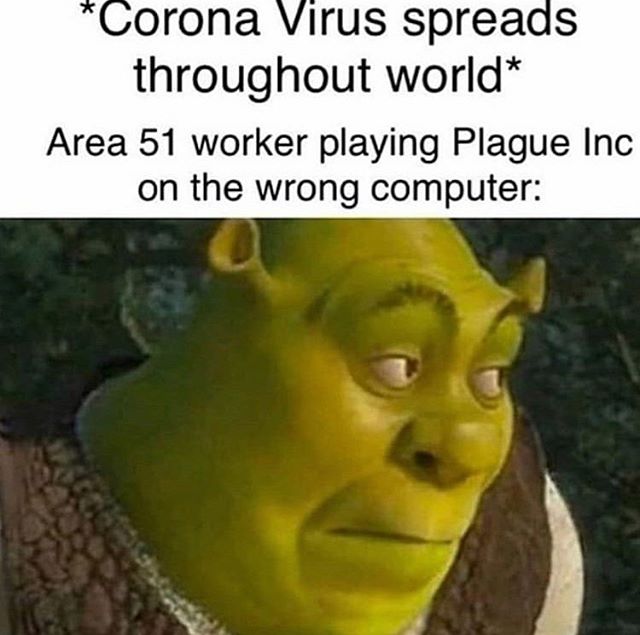 *Corona Virus spreads
throughout world*
Area 51 worker playing Plague Inc
on the wrong computer: